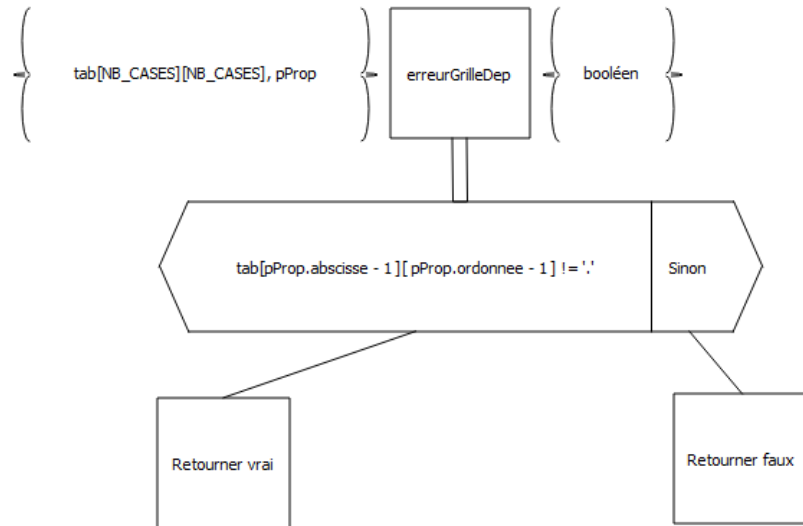 tab[NB_CASES][NB_CASES], pProp
erreurGrilleDep
booléen
tab[pProp.abscisse - 1][ pProp.ordonnee - 1] != '.'
Sinon
Retourner vrai
Retourner faux